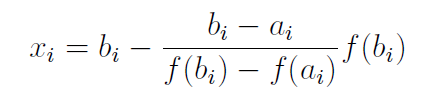 x_i = b_i − \frac{b_i − a_i}{f(b_i) − f(a_i)} f(b_i)